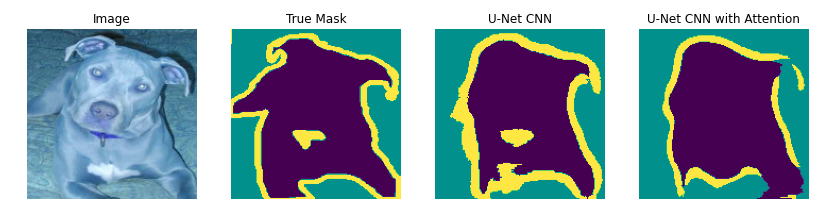 Image
True Mask
U-Net CNN
U-Net CNN with Attention